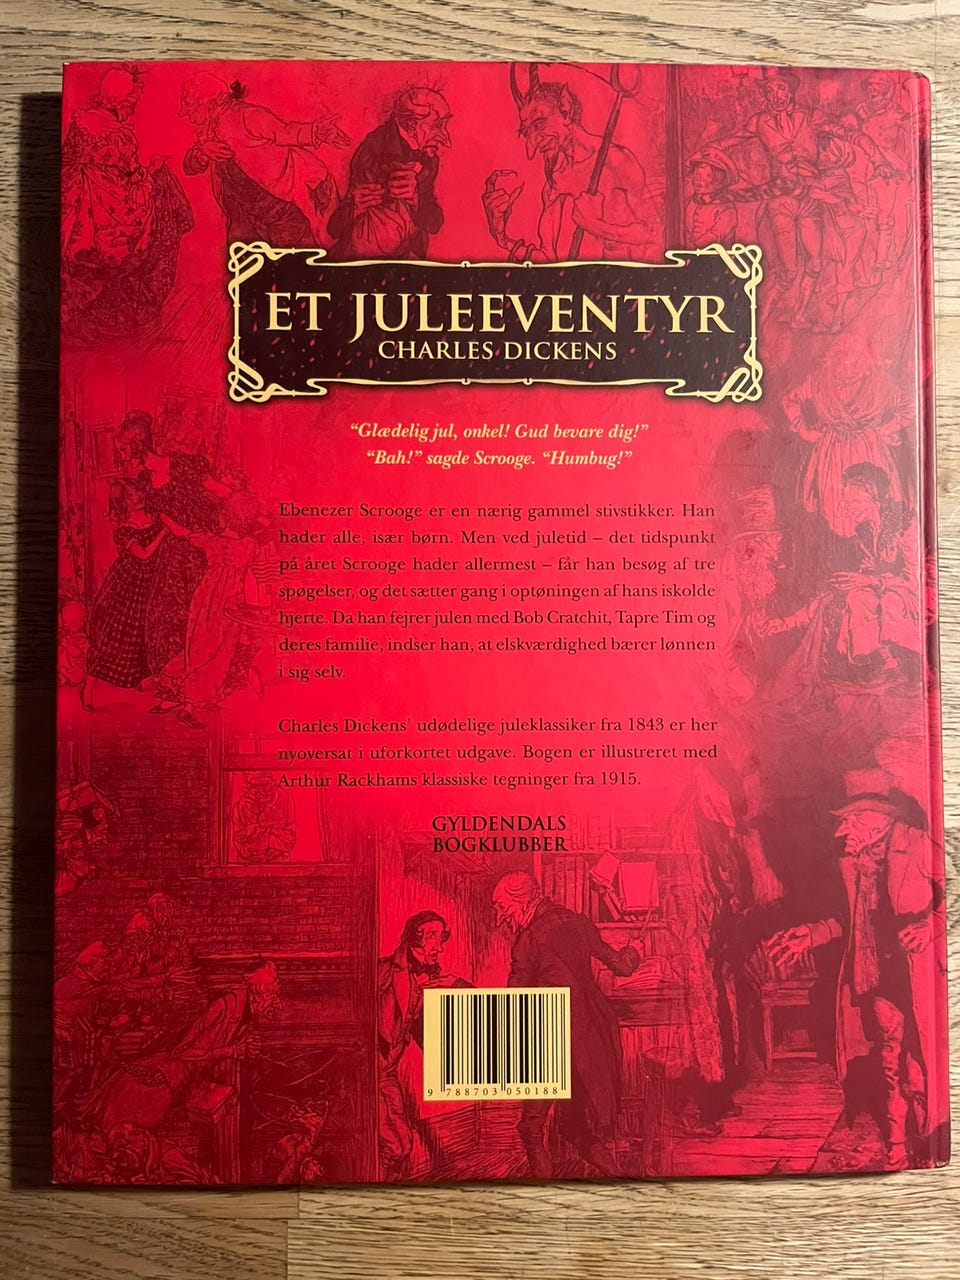 ET JULEEVENTYR
CHARLES DICKENS
“Glædelig jul, onkel! Gud bevare dig!”
“Bah!” sagde Scrooge. “Humbug!”
Ebenezer Scrooge er en nærig gammel stivstikker. Han
hader alle, især børn. Men ved juletid – det tidspunkt
på året Scrooge hader allermest – får han besøg af tre
spøgelser, og det sætter gang i optøningen af hans iskolde
hjerte. Da han fejrer julen med Bob Cratchit, Tapre Tim og
deres familie, indser han, at elskværdighed bærer lønnen
i sig selv.
Charles Dickens’ udødelige juleklassiker fra 1843 er her
nyoversat i uforkortet udgave. Bogen er illustreret med
Arthur Rackhams klassiske tegninger fra 1915.
GYLDENDALS
BOGKLUBBER
9 788703 050188